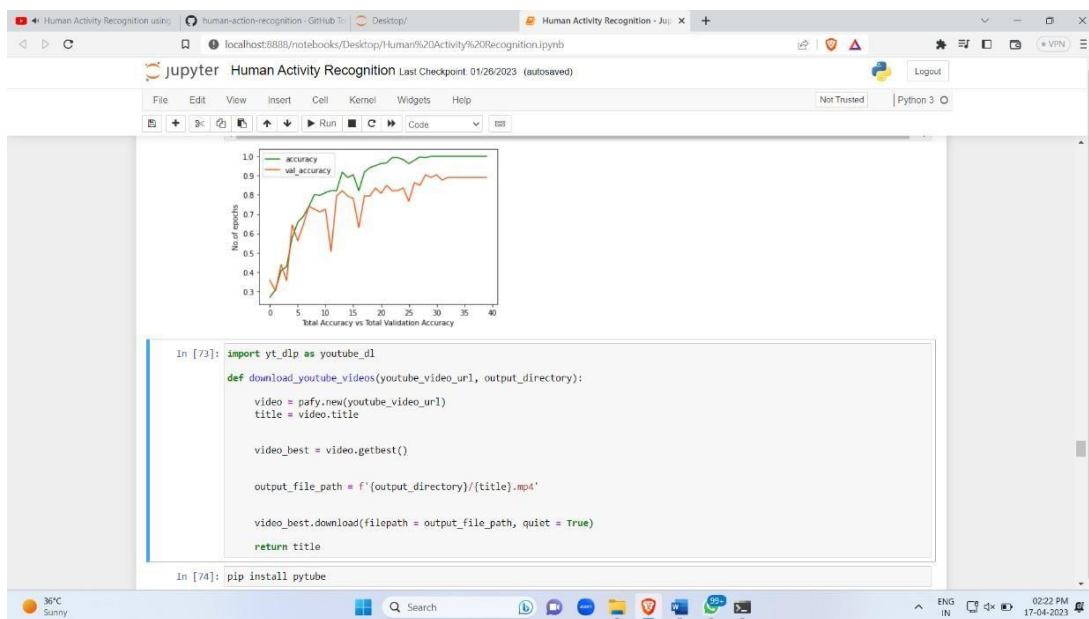 Human Activity Recognition using
human-action-recognition · GitHub To
Desktop/
Human Activity Recognition - Jup
localhost:8888/notebooks/Desktop/Human%20Activity%20Recognition.ipynb
VPN
jupyter Human Activity Recognition Last Checkpoint: 01/26/2023 (autosaved)
Logout
File Edit View Insert Cell Kernel Widgets Help
Not Trusted
Python 3
Run
Code
accuracy
val_accuracy
1.0
0.9
0.8
0.7
0.6
0.5
0.4
0.3
No.of epochs
0 5 10 15 20 25 30 35 40
Total Accuracy vs Total Validation Accuracy
In [73]: import yt_dlp as youtube_dl
def download_youtube_videos(youtube_video_url, output_directory):
video = pafy.new(youtube_video_url)
title = video.title
video_best = video.getbest()
output_file_path = f'{output_directory}/{title}.mp4'
video_best.download(filepath = output_file_path, quiet = True)
return title
In [74]: pip install pytube
36°C
Sunny
Search
99+
ENG
IN
02:22 PM
17-04-2023